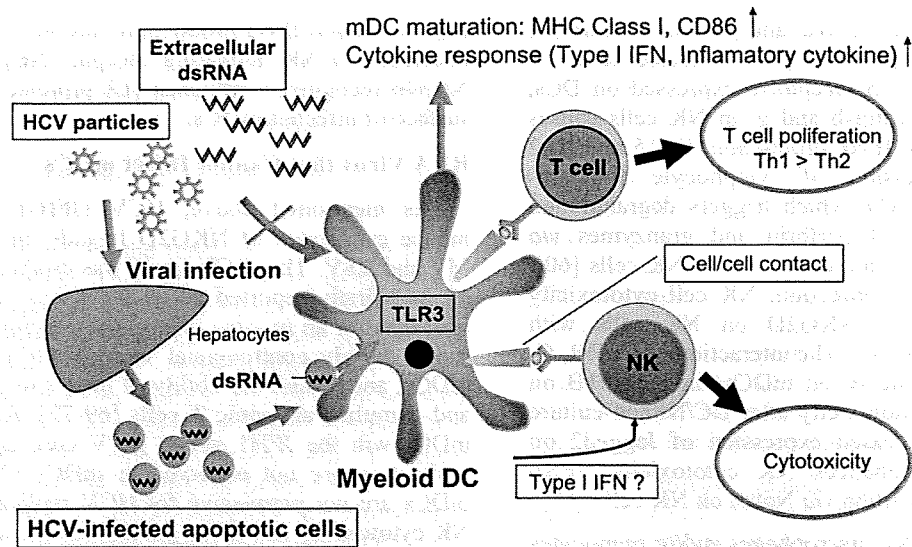 mDC maturation: MHC Class I, CD86
Cytokine response (Type I IFN, Inflamatory cytokine)
Extracellular
dsRNA
HCV particles
T cell
T cell poliferation
Th1 > Th2
Viral infection
Cell/cell contact
TLR3
Hepatocytes
dsRNA
NK
Myeloid DC
Type I IFN ?
Cytotoxicity
HCV-infected apoptotic cells